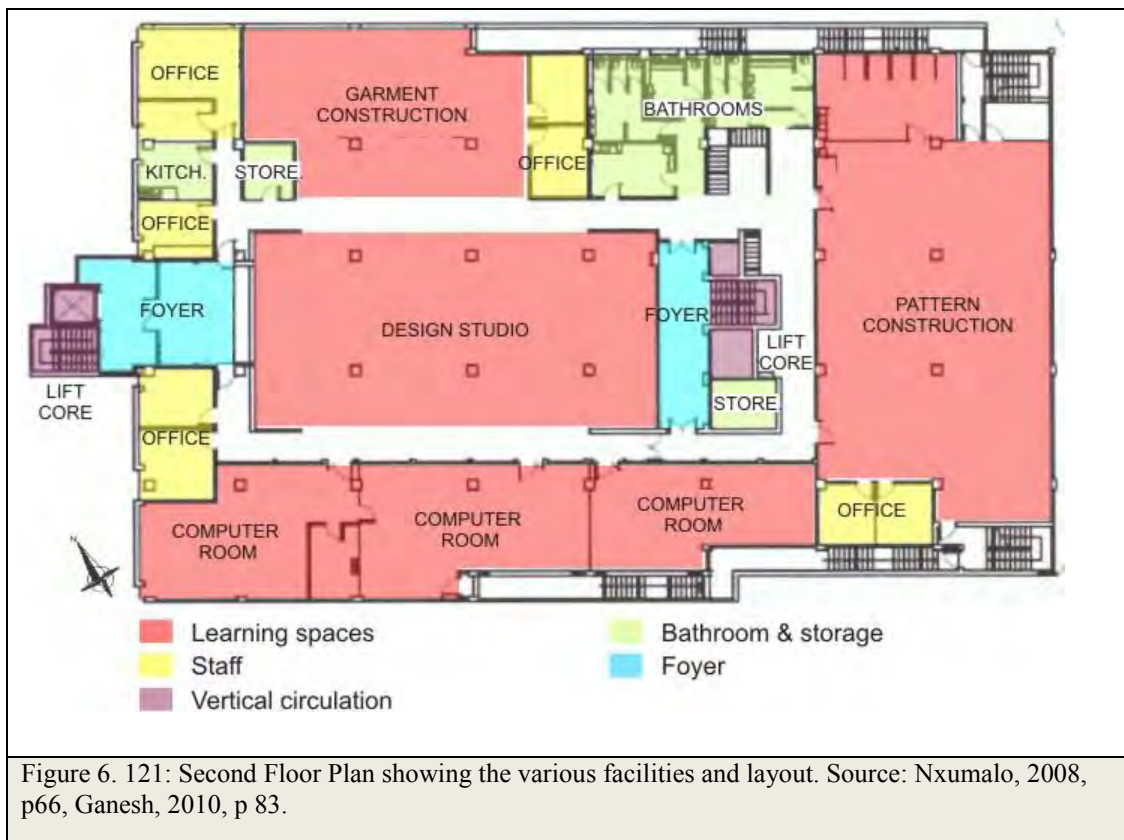 OFFICE
GARMENT
CONSTRUCTION
BATHROOMS
KITCH.
STORE.
OFFICE
OFFICE
FOYER
DESIGN STUDIO
FOYER
PATTERN
CONSTRUCTION
LIFT
CORE
LIFT
CORE
STORE.
OFFICE
COMPUTER
ROOM
COMPUTER
ROOM
COMPUTER
ROOM
OFFICE
N
Learning spaces
Staff
Vertical circulation
Bathroom & storage
Foyer
Figure 6. 121: Second Floor Plan showing the various facilities and layout. Source: Nxumalo, 2008,
p66, Ganesh, 2010, p 83.